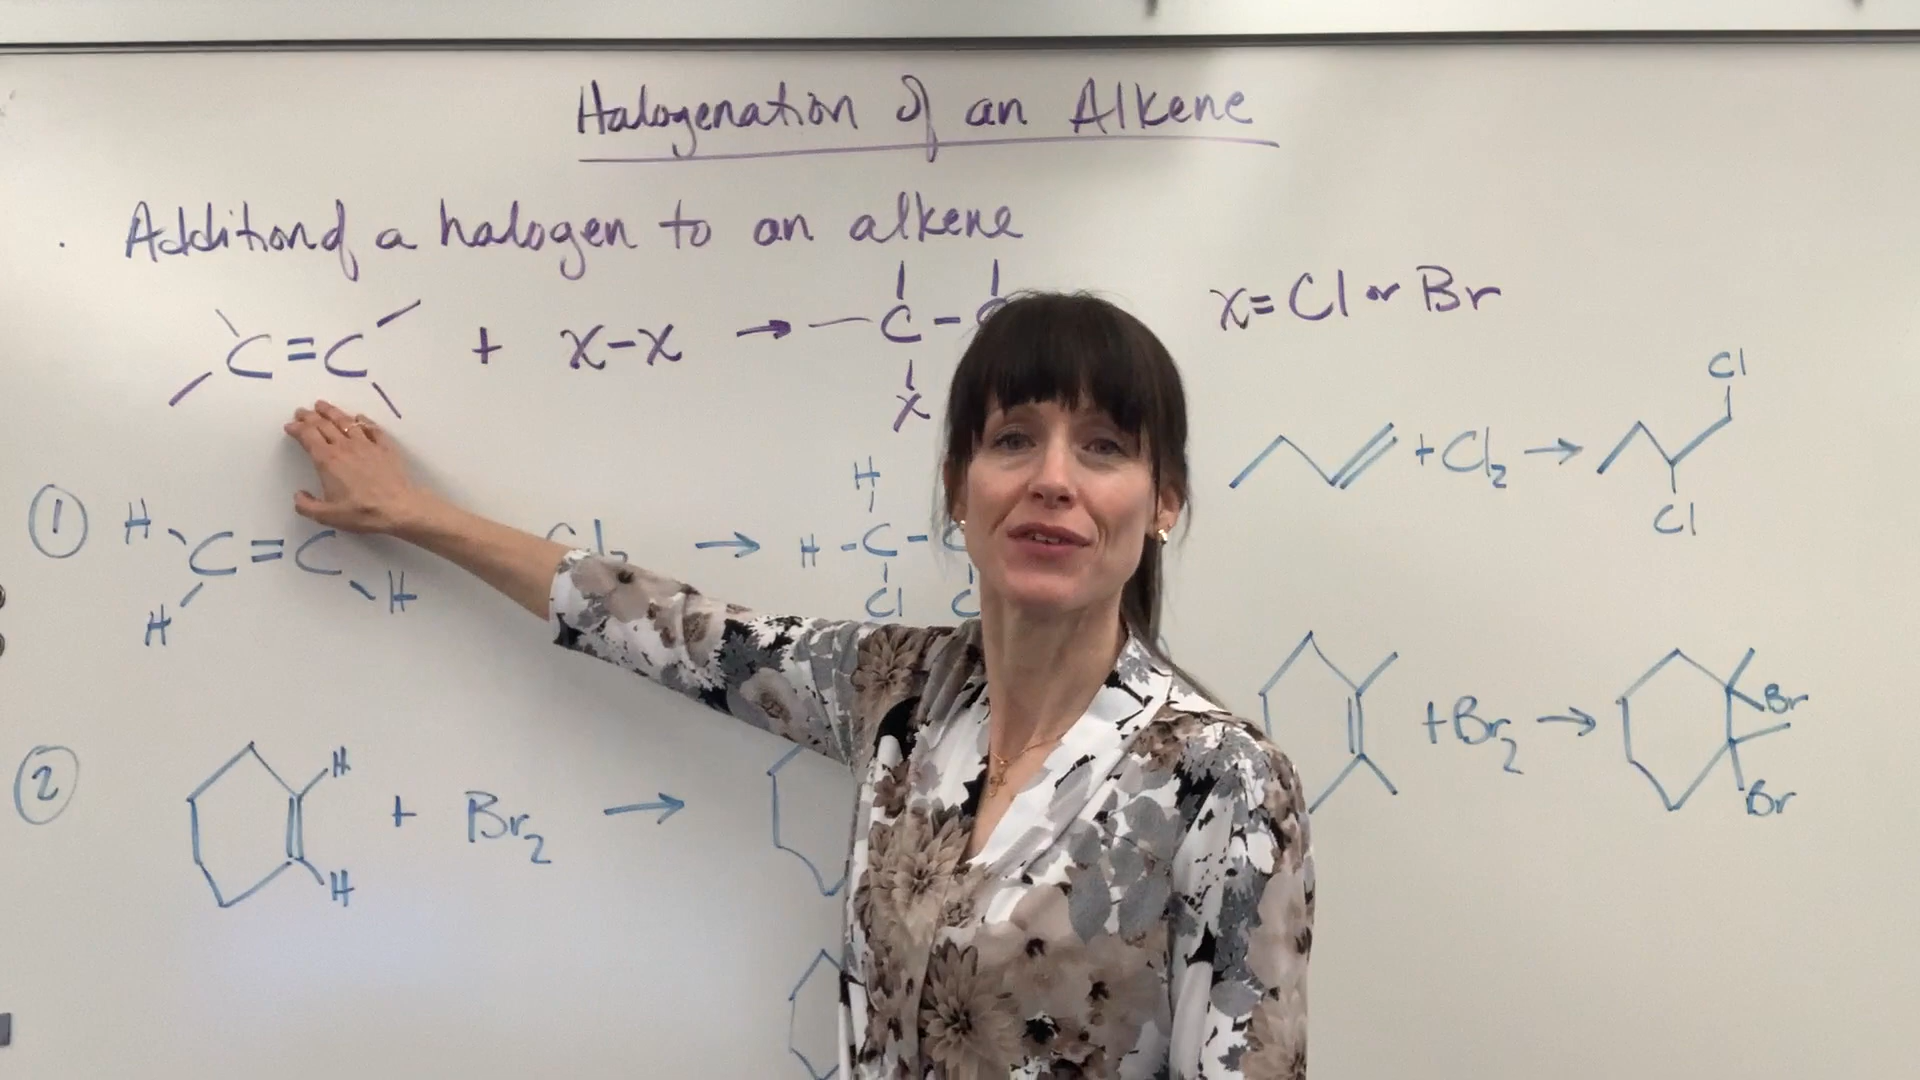 Halogenation of an Alkene
Addition of a halogen to an alkene
C=C + X-X → C-C
X
X= Cl or Br
Cl
+ Cl₂ →
Cl
① H C=C H
H
Cl₂ → H-C-C
H
Cl
+ Br₂ → Br
Br
② H
+ Br₂ →
H